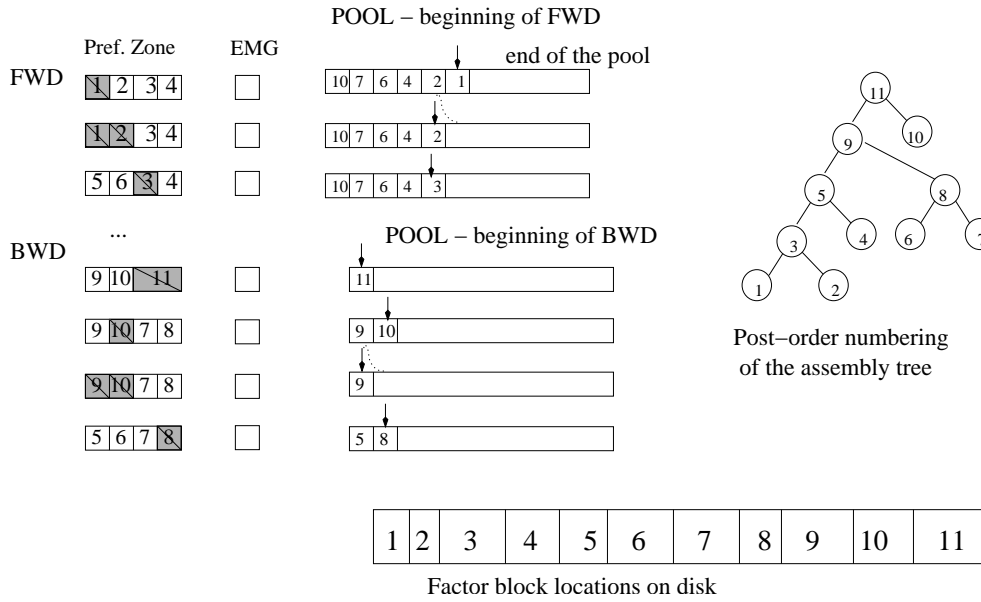 POOL – beginning of FWD
Pref. Zone EMG
end of the pool
FWD
1 2 3 4
10 7 6 4 2 1
1 2 3 4
10 7 6 4 2
5 6 3 4
10 7 6 4 3
...
BWD
POOL – beginning of BWD
9 10 11
11
9 10 7 8
9 10
9 10 7 8
9
5 6 7 8
5 8
11
10
9
5
8
3
4
6
7
1
2
Post–order numbering
of the assembly tree
1 2 3 4 5 6 7 8 9 10 11
Factor block locations on disk